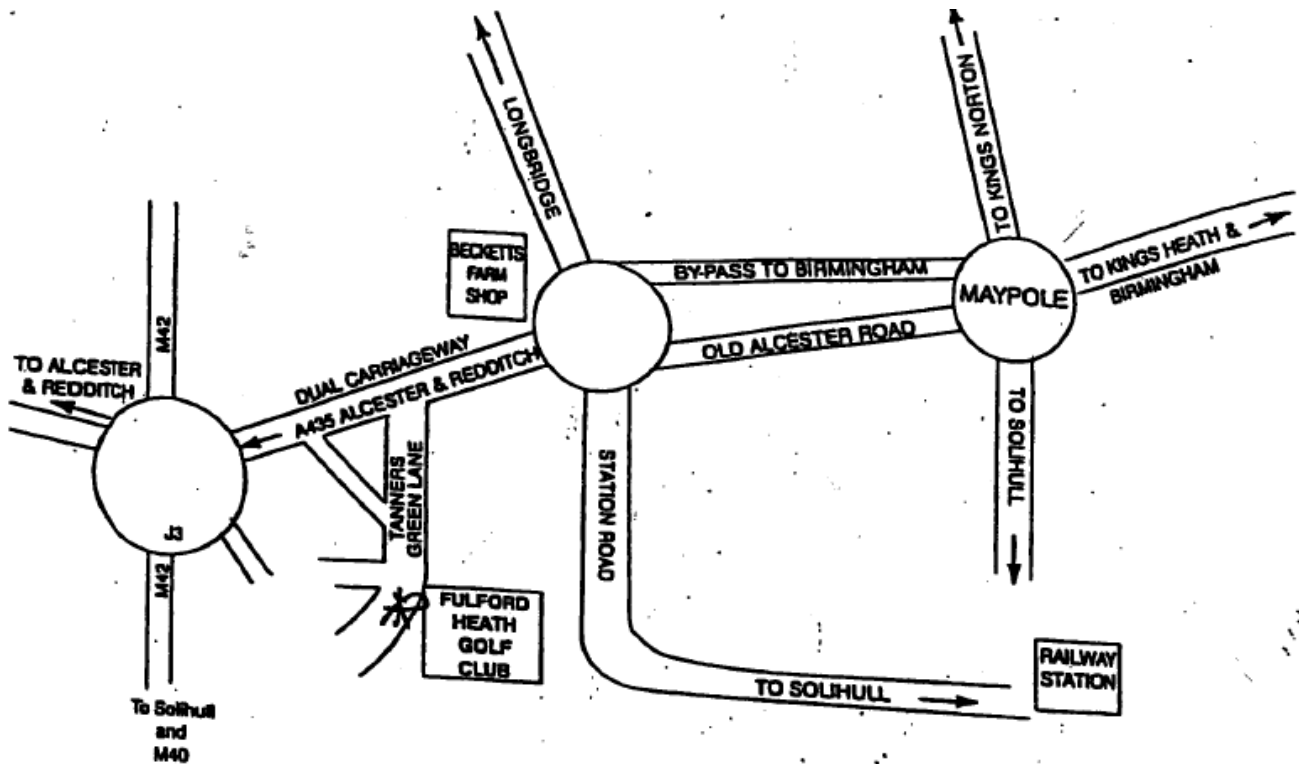 LONGBRIDGE
TO KINGS NORTON
BECKETTS
FARM
SHOP
BY-PASS TO BIRMINGHAM
MAYPOLE
TO KINGS HEATH &
BIRMINGHAM
OLD ALCESTER ROAD
M42
TO ALCESTER
& REDDITCH
DUAL CARRIAGEWAY
A435 ALCESTER & REDDITCH
TANNERS
GREEN LANE
STATION ROAD
TO SOLIHULL
J3
M42
FULFORD
HEATH
GOLF
CLUB
RAILWAY
STATION
TO SOLIHULL
To Solihull
and
M40